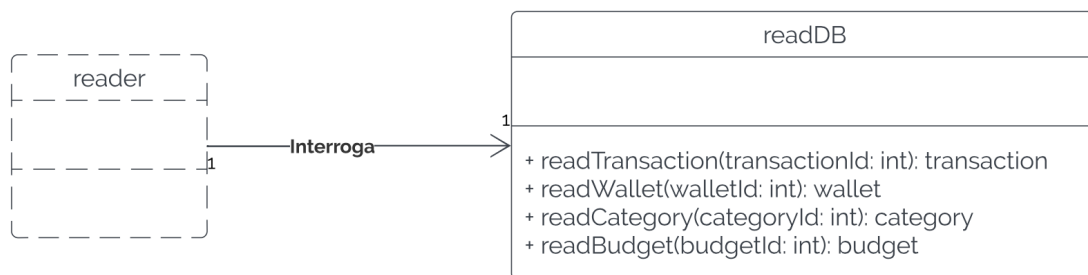 reader
1
Interroga
1
readDB
+ readTransaction(transactionId: int): transaction
+ readWallet(walletId: int): wallet
+ readCategory(categoryId: int): category
+ readBudget(budgetId: int): budget